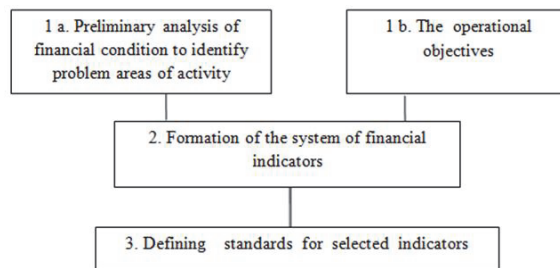 1 a. Preliminary analysis of
financial condition to identify
problem areas of activity
1 b. The operational
objectives
2. Formation of the system of financial
indicators
3. Defining standards for selected indicators